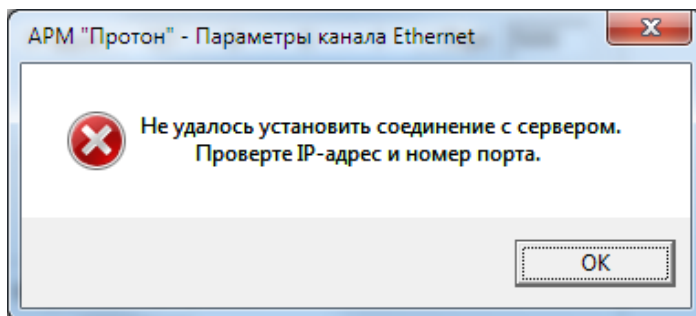 АРМ "Протон" - Параметры канала Ethernet
Не удалось установить соединение с сервером.
Проверте IP-адрес и номер порта.
OK